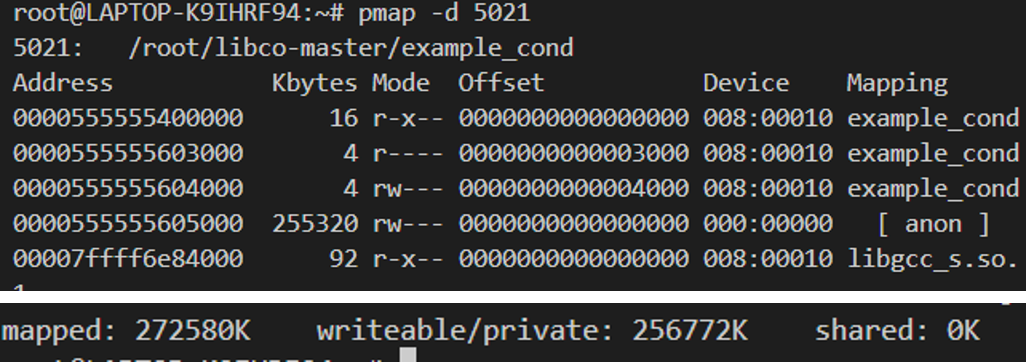 root@LAPTOP-K9IHRF94:~# pmap -d 5021
5021:   /root/libco-master/example_cond
Address           Kbytes Mode  Offset           Device    Mapping
0000555555400000      16 r-x-- 0000000000000000 008:00010 example_cond
0000555555603000       4 r---- 0000000000003000 008:00010 example_cond
0000555555604000       4 rw--- 0000000000004000 008:00010 example_cond
0000555555605000  255320 rw--- 0000000000000000 000:00000   [ anon ]
00007ffff6e84000      92 r-x-- 0000000000000000 008:00010 libgcc_s.so.
mapped: 272580K    writeable/private: 256772K    shared: 0K